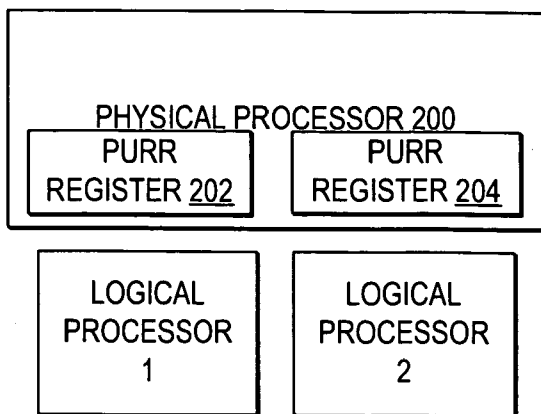 PHYSICAL PROCESSOR 200
PURR
REGISTER 202
PURR
REGISTER 204
LOGICAL
PROCESSOR
1
LOGICAL
PROCESSOR
2